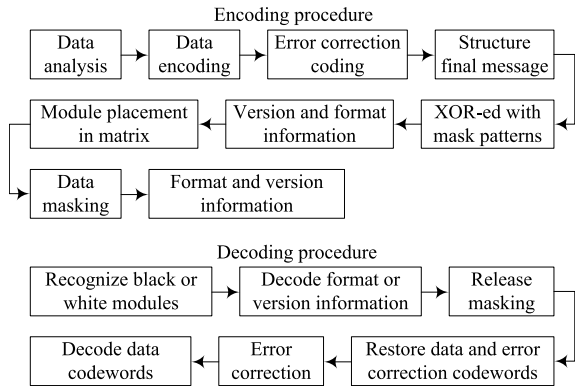 Encoding procedure
Data analysis
Data encoding
Error correction coding
Structure final message
XOR-ed with mask patterns
Version and format information
Module placement in matrix
Data masking
Format and version information
Decoding procedure
Recognize black or white modules
Decode format or version information
Release masking
Restore data and error correction codewords
Error correction
Decode data codewords